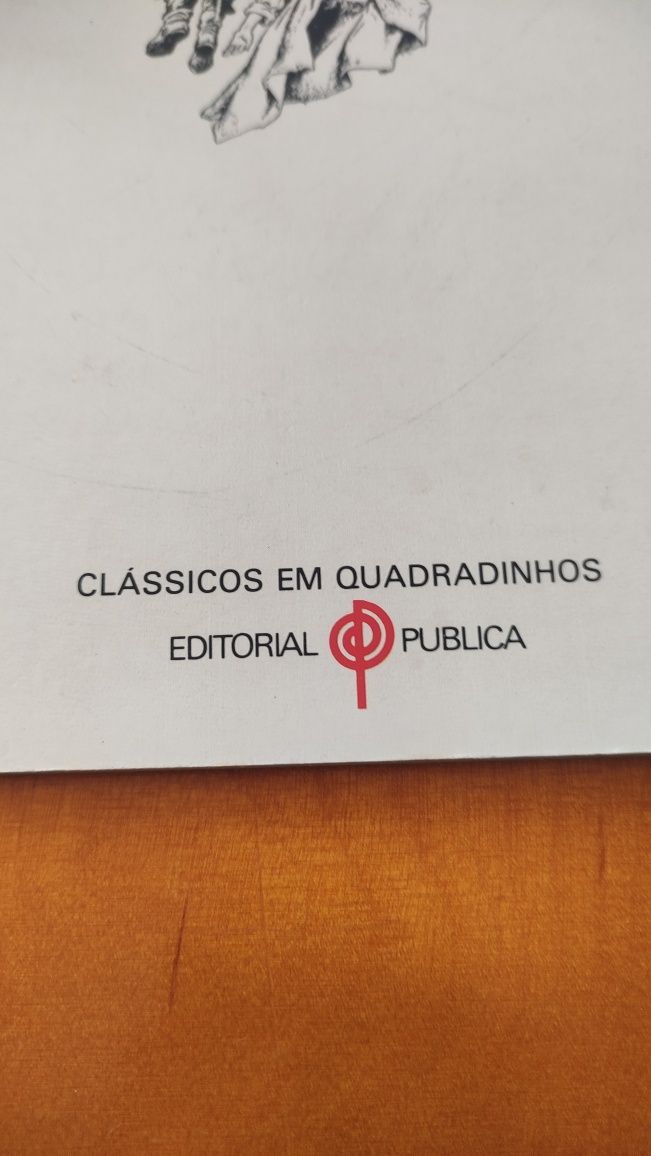 CLÁSSICOS EM QUADRADINHOS
EDITORIAL PUBLICA